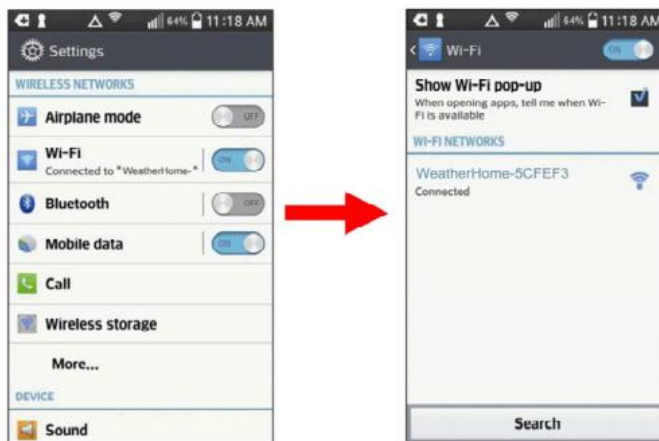 64% 11:18 AM
Settings
WIRELESS NETWORKS
Airplane mode OFF
Wi-Fi ON
Connected to "WeatherHome-"
Bluetooth OFF
Mobile data ON
Call
Wireless storage
More...
DEVICE
Sound
64% 11:18 AM
Wi-Fi ON
Show Wi-Fi pop-up
When opening apps, tell me when Wi-
Fi is available
WI-FI NETWORKS
WeatherHome-5CFEF3
Connected
Search